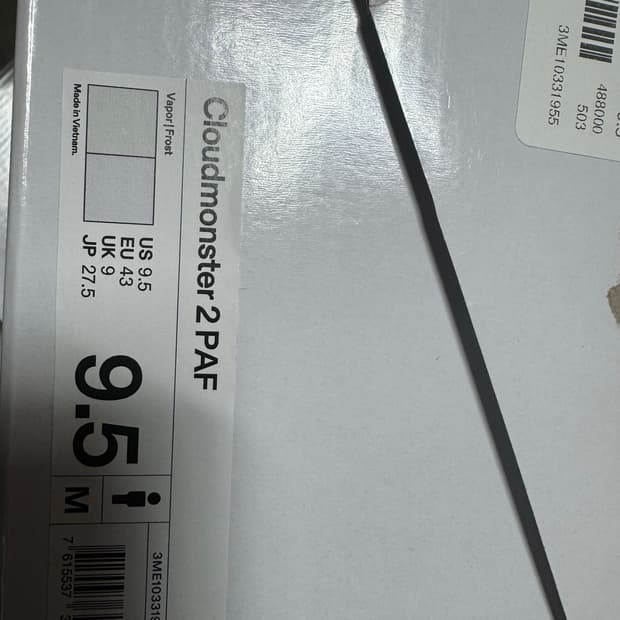 Cloudmonster 2 PAF
Vapor | Frost
Made in Vietnam.
US 9.5
EU 43
UK 9
JP 27.5
9.5
M
3ME10331955
488000
503